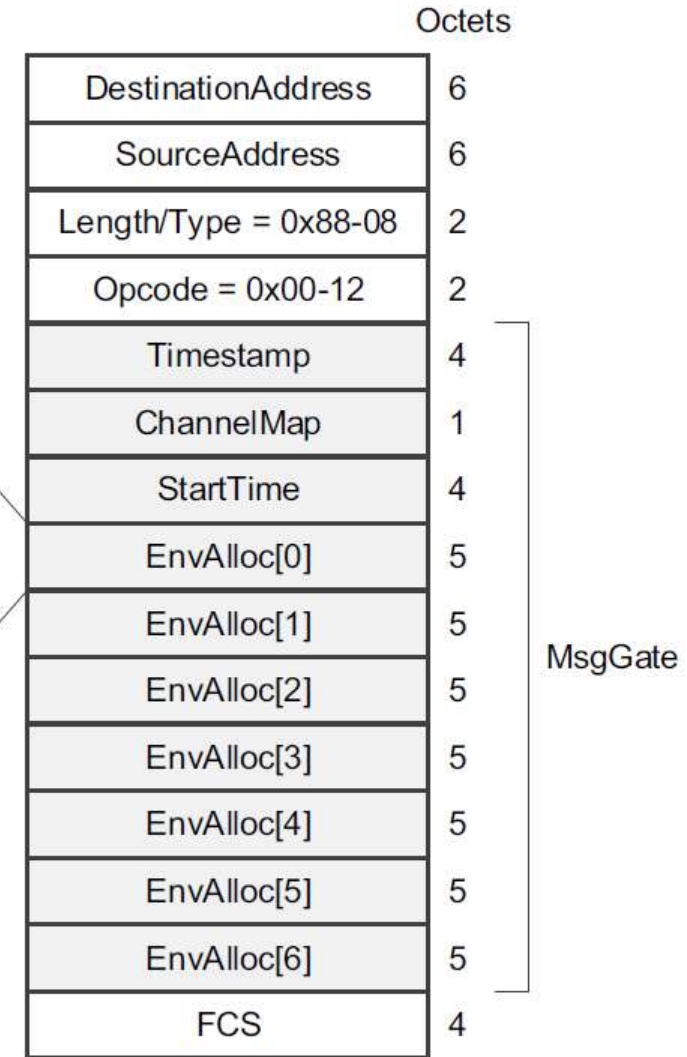 Octets
DestinationAddress 6
SourceAddress 6
Length/Type = 0x88-08 2
Opcode = 0x00-12 2
Timestamp 4
ChannelMap 1
StartTime 4
EnvAlloc[0] 5
EnvAlloc[1] 5
EnvAlloc[2] 5
MsgGate
EnvAlloc[3] 5
EnvAlloc[4] 5
EnvAlloc[5] 5
EnvAlloc[6] 5
FCS 4